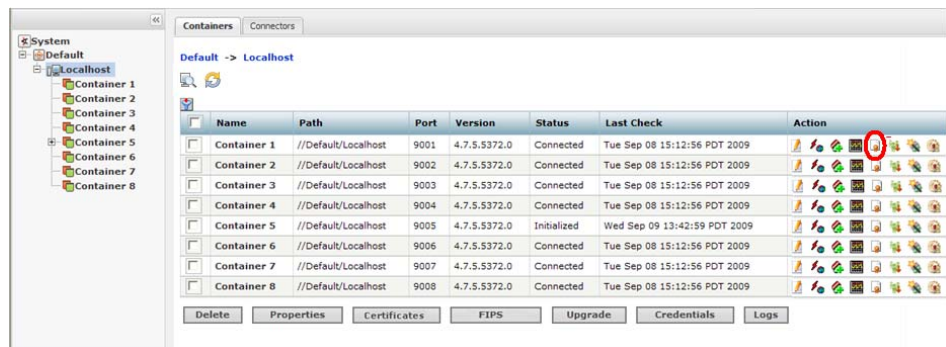 «
Containers Connectors
System
Default
Localhost
Container 1
Container 2
Container 3
Container 4
Container 5
Container 6
Container 7
Container 8
Default -> Localhost
Name Path Port Version Status Last Check Action
Container 1 //Default/Localhost 9001 4.7.5.5372.0 Connected Tue Sep 08 15:12:56 PDT 2009
Container 2 //Default/Localhost 9002 4.7.5.5372.0 Connected Tue Sep 08 15:12:56 PDT 2009
Container 3 //Default/Localhost 9003 4.7.5.5372.0 Connected Tue Sep 08 15:12:56 PDT 2009
Container 4 //Default/Localhost 9004 4.7.5.5372.0 Connected Tue Sep 08 15:12:56 PDT 2009
Container 5 //Default/Localhost 9005 4.7.5.5372.0 Initialized Wed Sep 09 13:42:59 PDT 2009
Container 6 //Default/Localhost 9006 4.7.5.5372.0 Connected Tue Sep 08 15:12:56 PDT 2009
Container 7 //Default/Localhost 9007 4.7.5.5372.0 Connected Tue Sep 08 15:12:56 PDT 2009
Container 8 //Default/Localhost 9008 4.7.5.5372.0 Connected Tue Sep 08 15:12:56 PDT 2009
Delete Properties Certificates FIPS Upgrade Credentials Logs